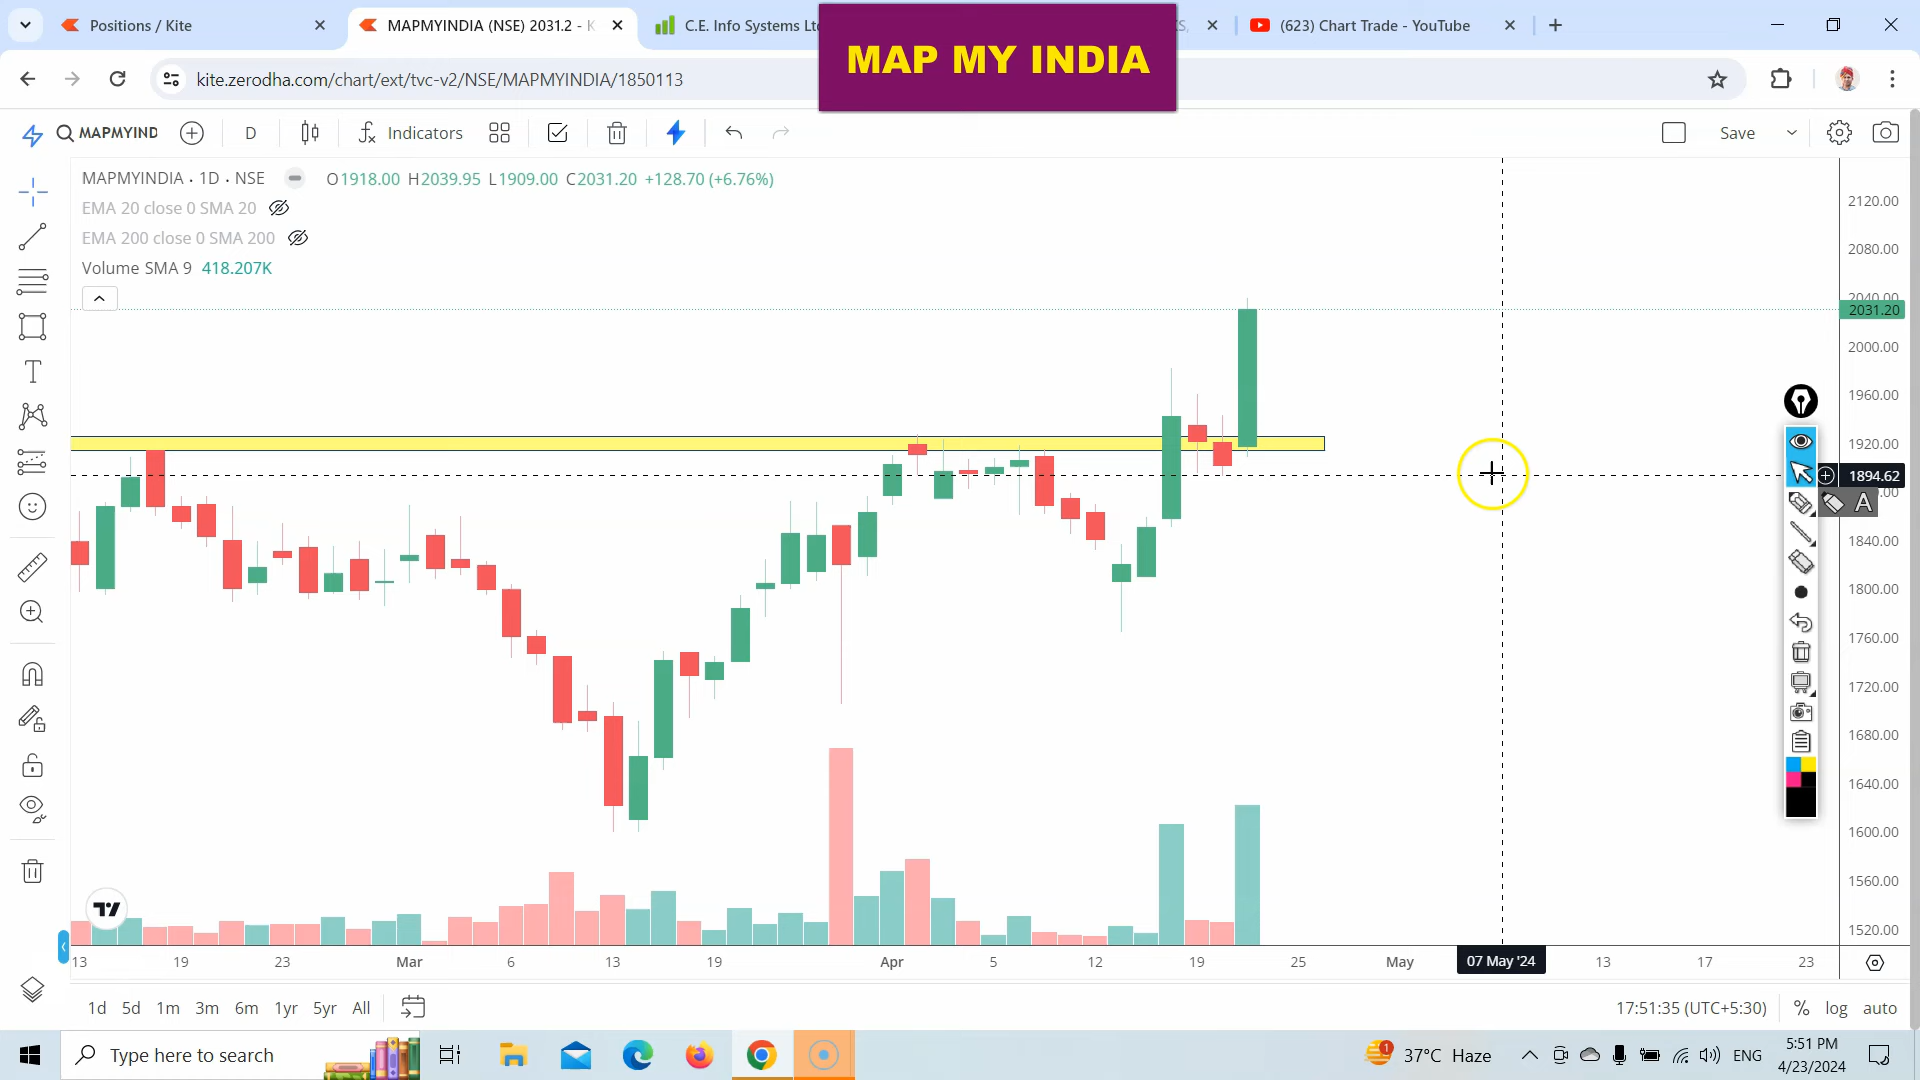 Positions / Kite
MAPMYINDIA (NSE) 2031.2 - K
C.E. Info Systems Lt
(623) Chart Trade - YouTube
MAP MY INDIA
kite.zerodha.com/chart/ext/tvc-v2/NSE/MAPMYINDIA/1850113
MAPMYIND
D
Indicators
Save
MAPMYINDIA · 1D · NSE
O1918.00 H2039.95 L1909.00 C2031.20 +128.70 (+6.76%)
EMA 20 close 0 SMA 20
EMA 200 close 0 SMA 200
Volume SMA 9 418.207K
2120.00
2080.00
2040.00
2031.20
2000.00
1960.00
1920.00
1894.62
A
1840.00
1800.00
1760.00
1720.00
1680.00
1640.00
1600.00
1560.00
1520.00
13 19 23 Mar 6 13 19 Apr 5 12 19 25 May 07 May '24 13 17 23
1d 5d 1m 3m 6m 1yr 5yr All
17:51:35 (UTC+5:30) % log auto
Type here to search
1
37°C Haze
ENG
5:51 PM
4/23/2024